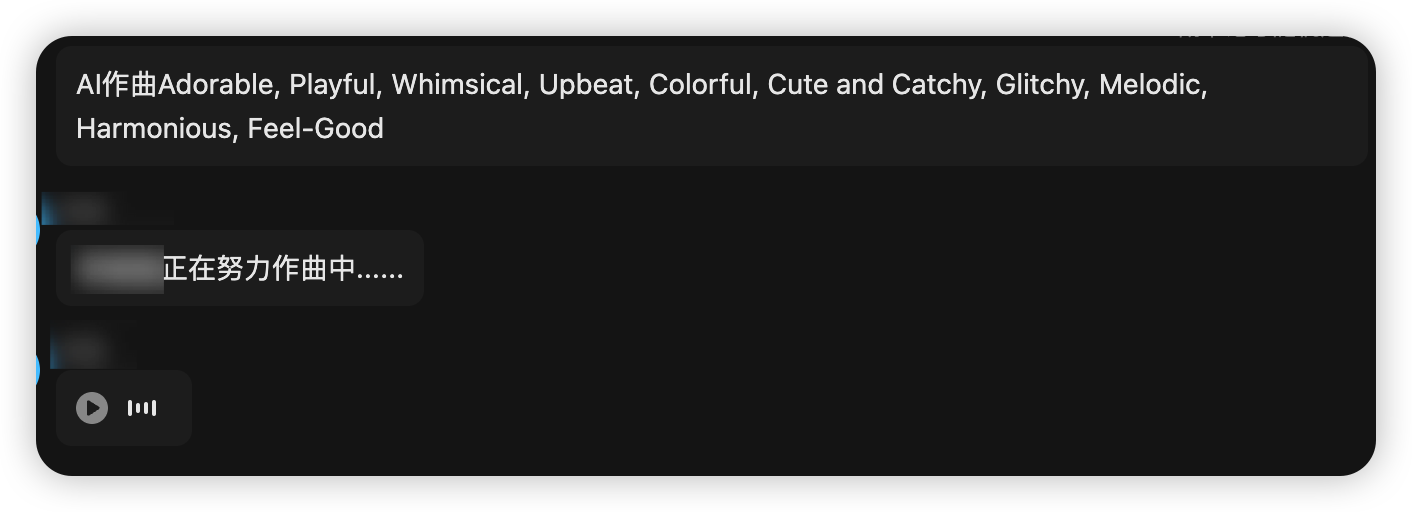 AI作曲Adorable, Playful, Whimsical, Upbeat, Colorful, Cute and Catchy, Glitchy, Melodic,
Harmonious, Feel-Good
正在努力作曲中......